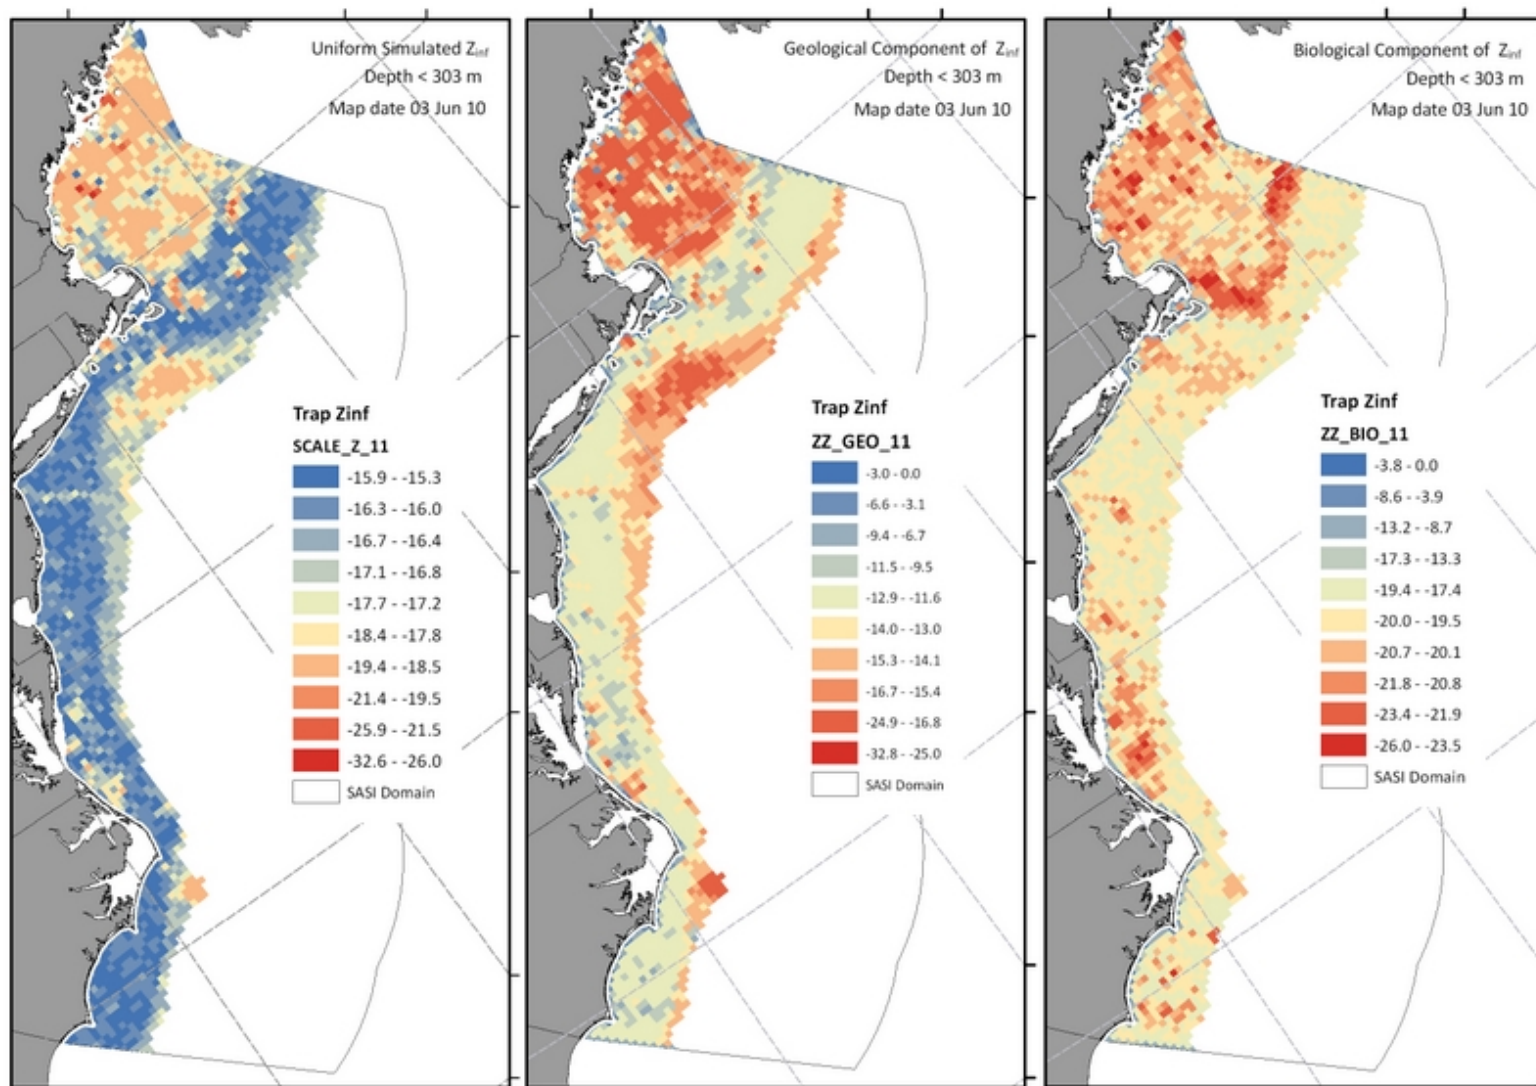 Uniform Simulated Zinf
Depth < 303 m
Map date 03 Jun 10
Trap Zinf
SCALE_Z_11
-15.9 - -15.3
-16.3 - -16.0
-16.7 - -16.4
-17.1 - -16.8
-17.7 - -17.2
-18.4 - -17.8
-19.4 - -18.5
-21.4 - -19.5
-25.9 - -21.5
-32.6 - -26.0
SASI Domain
Geological Component of Zinf
Depth < 303 m
Map date 03 Jun 10
Trap Zinf
ZZ_GEO_11
-3.0 - 0.0
-6.6 - -3.1
-9.4 - -6.7
-11.5 - -9.5
-12.9 - -11.6
-14.0 - -13.0
-15.3 - -14.1
-16.7 - -15.4
-24.9 - -16.8
-32.8 - -25.0
SASI Domain
Biological Component of Zinf
Depth < 303 m
Map date 03 Jun 10
Trap Zinf
ZZ_BIO_11
-3.8 - 0.0
-8.6 - -3.9
-13.2 - -8.7
-17.3 - -13.3
-19.4 - -17.4
-20.0 - -19.5
-20.7 - -20.1
-21.8 - -20.8
-23.4 - -21.9
-26.0 - -23.5
SASI Domain